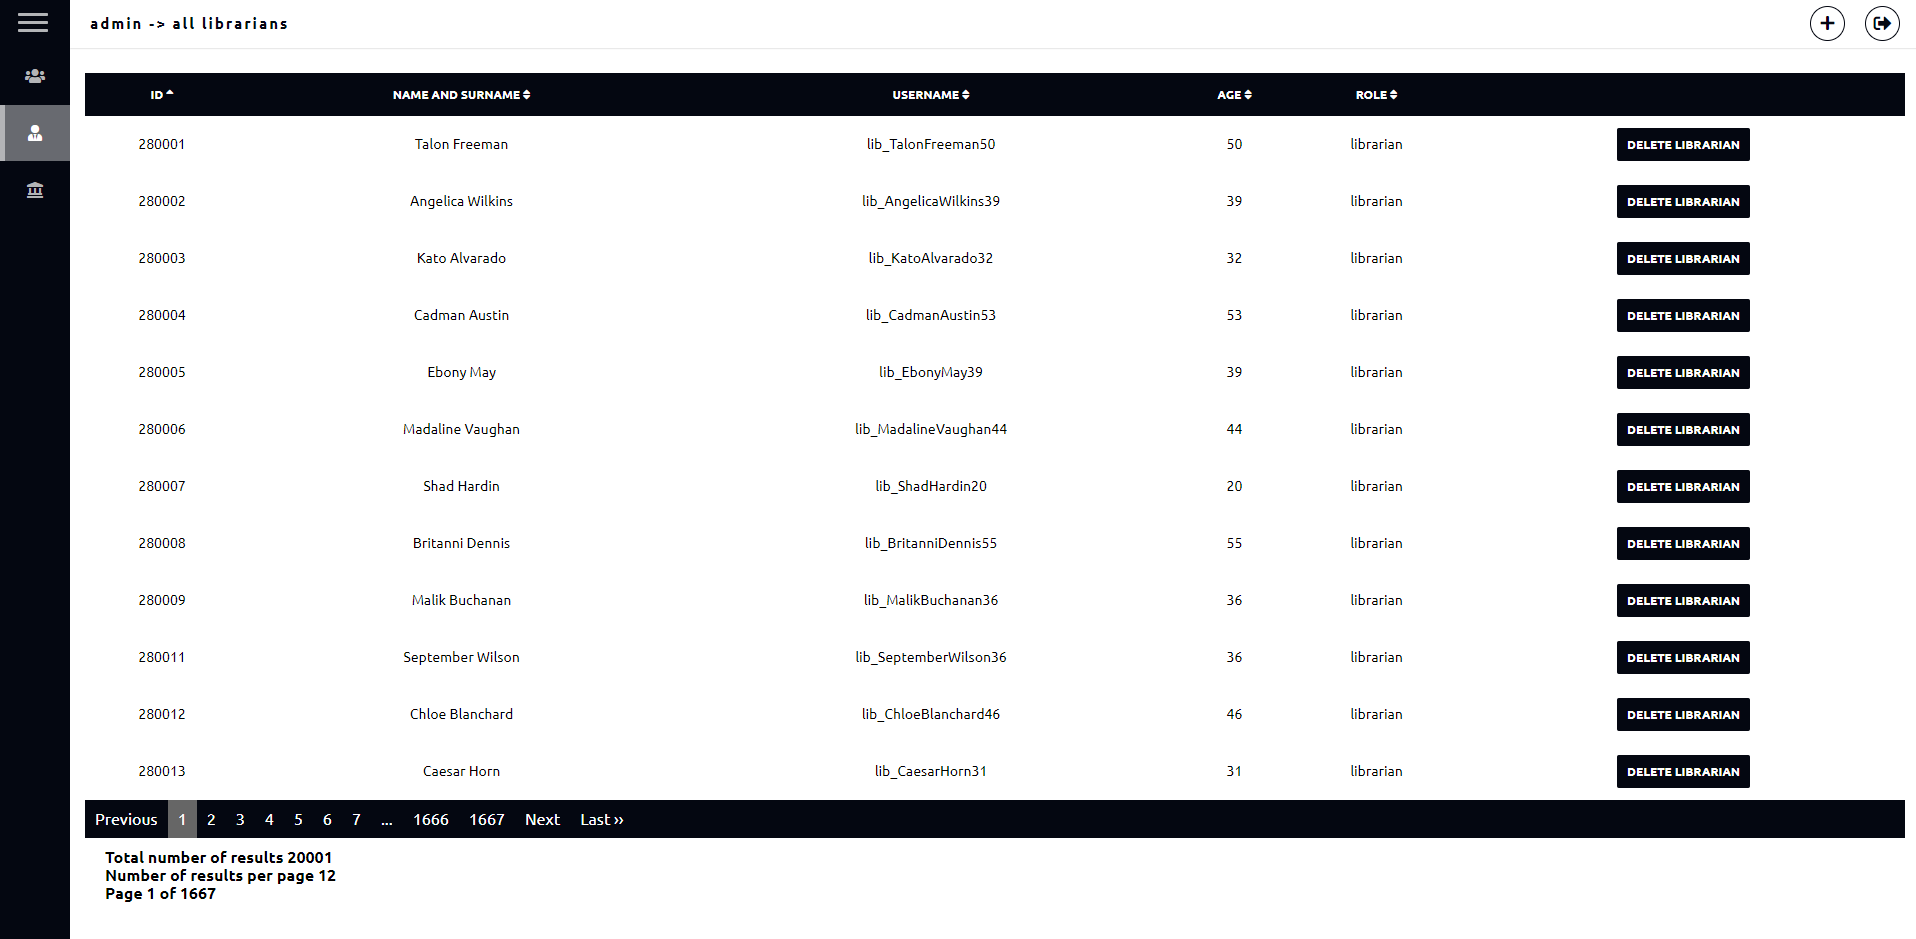 admin -> all librarians
ID NAME AND SURNAME USERNAME AGE ROLE
280001 Talon Freeman lib_TalonFreeman50 50 librarian DELETE LIBRARIAN
280002 Angelica Wilkins lib_AngelicaWilkins39 39 librarian DELETE LIBRARIAN
280003 Kato Alvarado lib_KatoAlvarado32 32 librarian DELETE LIBRARIAN
280004 Cadman Austin lib_CadmanAustin53 53 librarian DELETE LIBRARIAN
280005 Ebony May lib_EbonyMay39 39 librarian DELETE LIBRARIAN
280006 Madaline Vaughan lib_MadalineVaughan44 44 librarian DELETE LIBRARIAN
280007 Shad Hardin lib_ShadHardin20 20 librarian DELETE LIBRARIAN
280008 Britanni Dennis lib_BritanniDennis55 55 librarian DELETE LIBRARIAN
280009 Malik Buchanan lib_MalikBuchanan36 36 librarian DELETE LIBRARIAN
280011 September Wilson lib_SeptemberWilson36 36 librarian DELETE LIBRARIAN
280012 Chloe Blanchard lib_ChloeBlanchard46 46 librarian DELETE LIBRARIAN
280013 Caesar Horn lib_CaesarHorn31 31 librarian DELETE LIBRARIAN
Previous 1 2 3 4 5 6 7 ... 1666 1667 Next Last ››
Total number of results 20001
Number of results per page 12
Page 1 of 1667